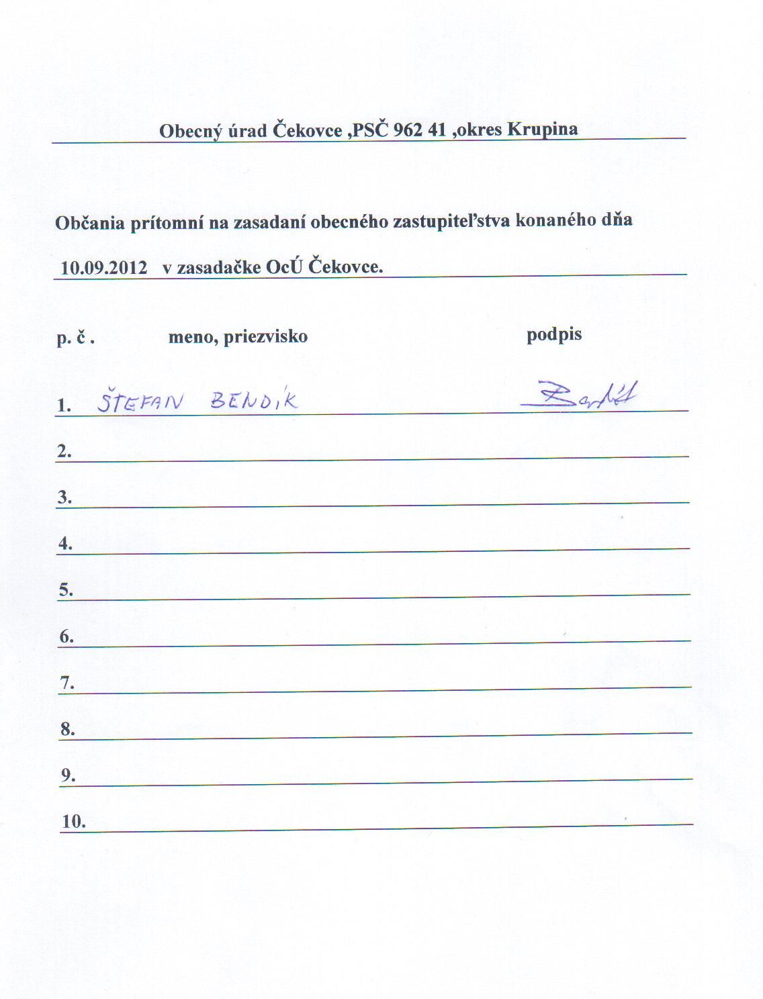 Obecný úrad Čekovce ,PSČ 962 41 ,okres Krupina
Občania prítomní na zasadaní obecného zastupiteľstva konaného dňa
10.09.2012 v zasadačke OcÚ Čekovce.
p. č . meno, priezvisko podpis
1. ŠTEFAN BENDÍK
2.
3.
4.
5.
6.
7.
8.
9.
10.